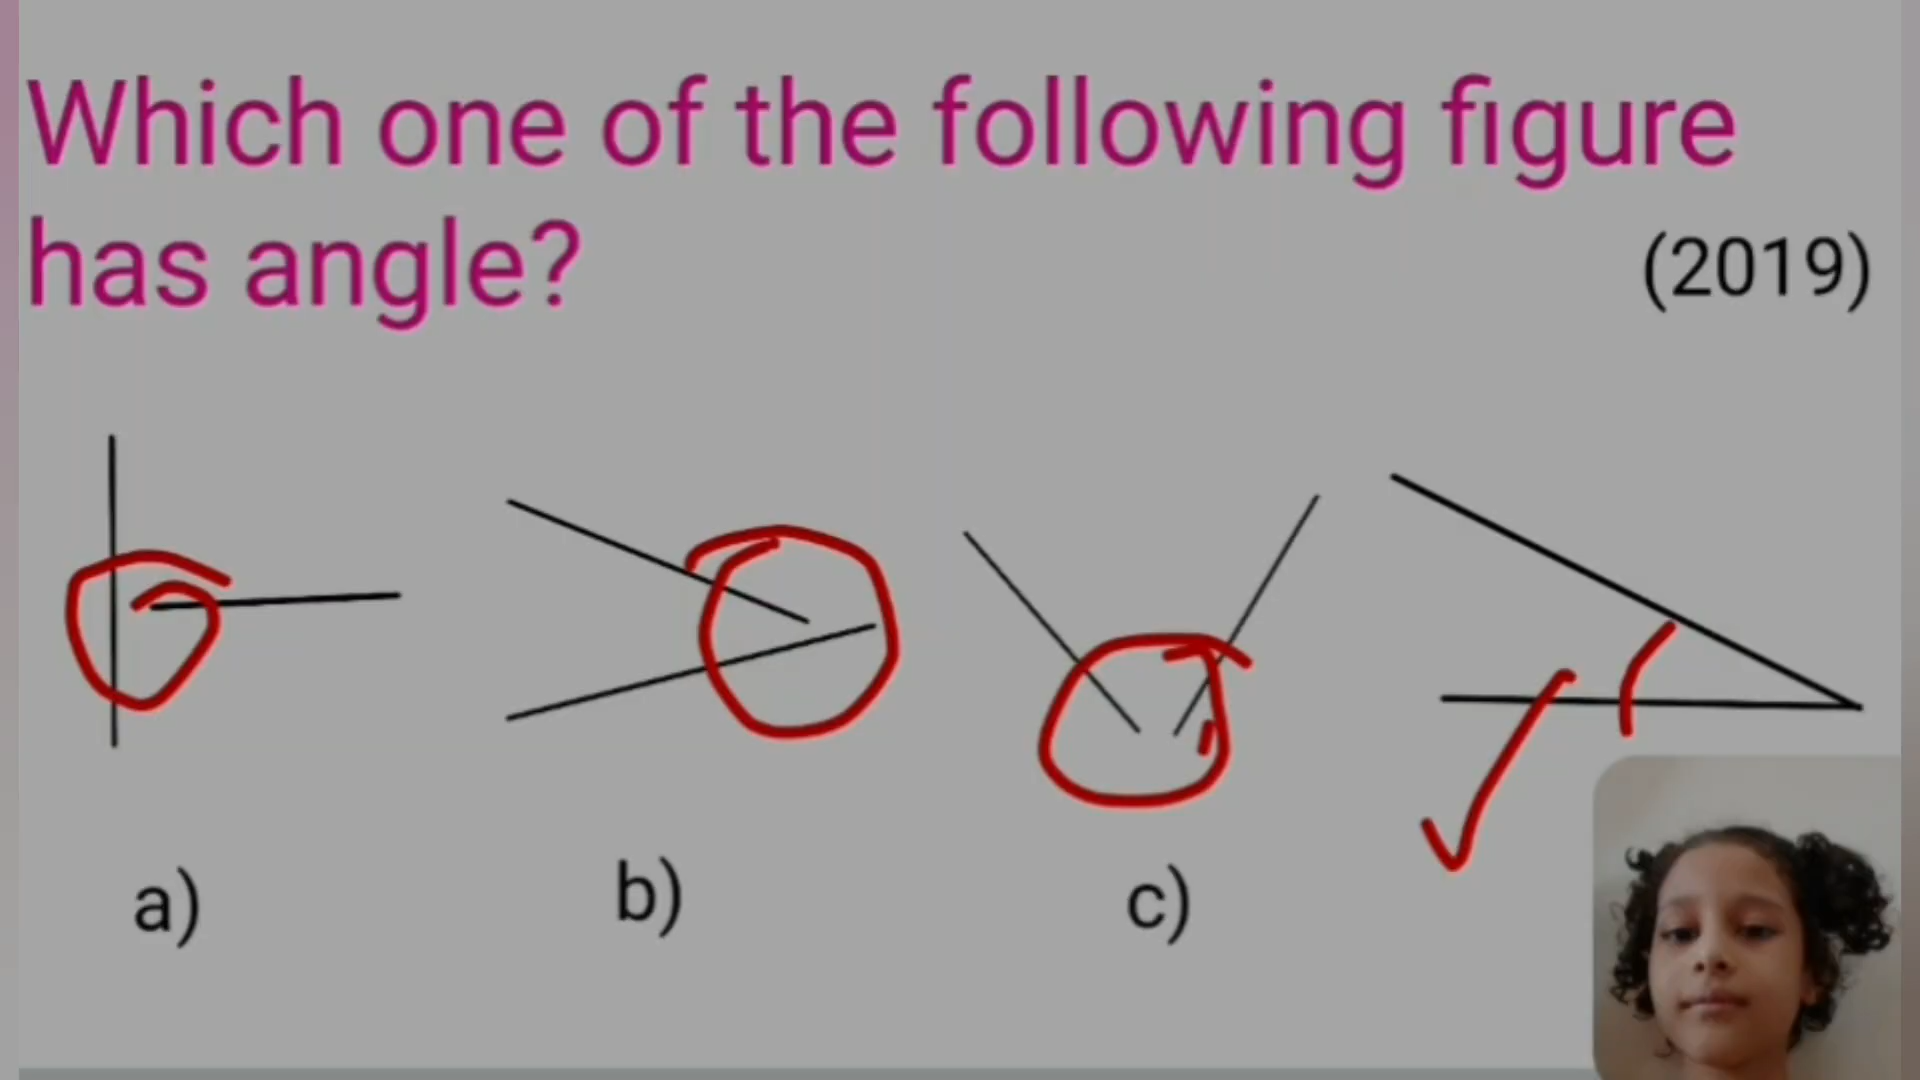 Which one of the following figure
has angle?
(2019)
a)
b)
c)